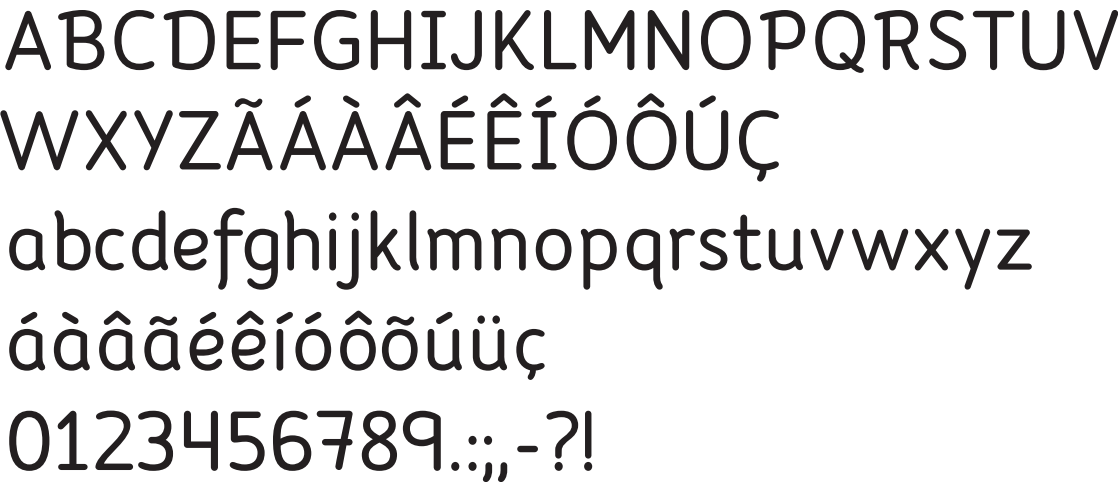 ABCDEFGHIJKLMNOPQRSTUV
WXYZÃÁÀÂÉÊÍÓÔÚÇ
abcdefghijklmnopqrstuvwxyz
áàâãéêíóôõúüç
0123456789.:;,-?!